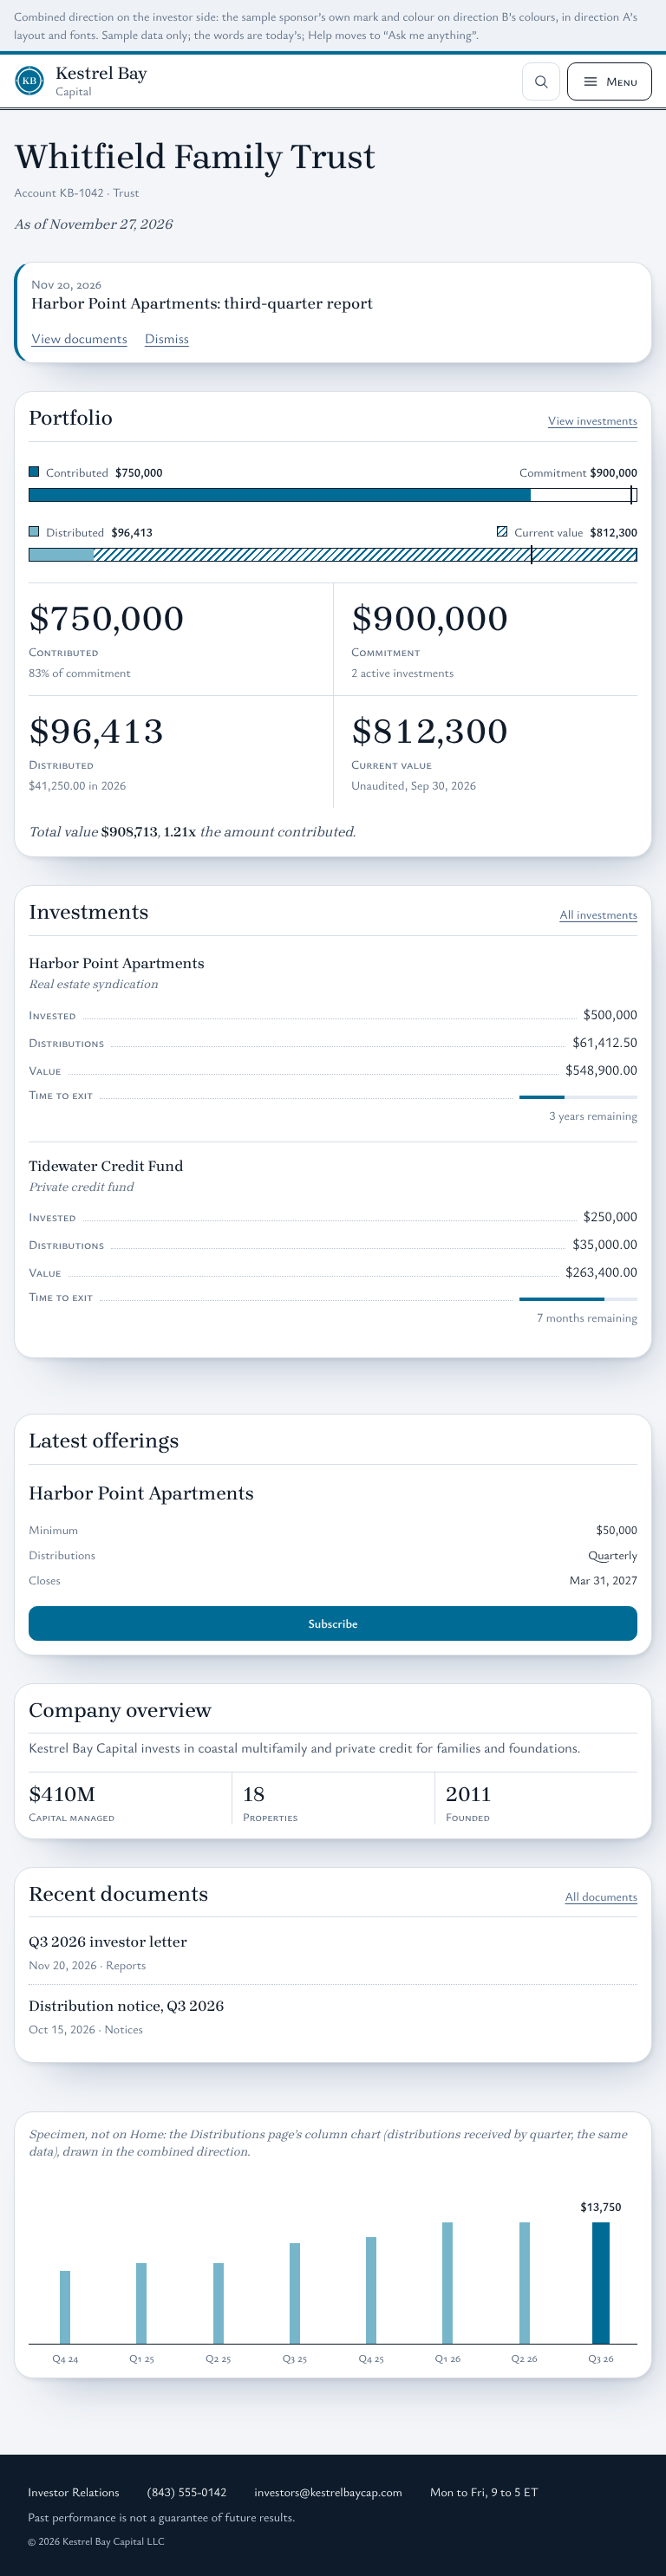 Combined direction on the investor side: the sample sponsor's own mark and colour on direction B's colours, in direction A's
layout and fonts. Sample data only; the words are today's; Help moves to “Ask me anything”.
KB
Kestrel Bay
Capital
Menu
Whitfield Family Trust
Account KB-1042 · Trust
As of November 27, 2026
Nov 20, 2026
Harbor Point Apartments: third-quarter report
View documents Dismiss
Portfolio
View investments
Contributed $750,000
Commitment $900,000
Distributed $96,413
Current value $812,300
$750,000
Contributed
83% of commitment
$900,000
Commitment
2 active investments
$96,413
Distributed
$41,250.00 in 2026
$812,300
Current value
Unaudited, Sep 30, 2026
Total value $908,713, 1.21x the amount contributed.
Investments
All investments
Harbor Point Apartments
Real estate syndication
Invested $500,000
Distributions $61,412.50
Value $548,900.00
Time to exit
3 years remaining
Tidewater Credit Fund
Private credit fund
Invested $250,000
Distributions $35,000.00
Value $263,400.00
Time to exit
7 months remaining
Latest offerings
Harbor Point Apartments
Minimum $50,000
Distributions Quarterly
Closes Mar 31, 2027
Subscribe
Company overview
Kestrel Bay Capital invests in coastal multifamily and private credit for families and foundations.
$410M
Capital managed
18
Properties
2011
Founded
Recent documents
All documents
Q3 2026 investor letter
Nov 20, 2026 · Reports
Distribution notice, Q3 2026
Oct 15, 2026 · Notices
Specimen, not on Home: the Distributions page's column chart (distributions received by quarter, the same
data), drawn in the combined direction.
$13,750
Q4 24 Q1 25 Q2 25 Q3 25 Q4 25 Q1 26 Q2 26 Q3 26
Investor Relations (843) 555-0142 investors@kestrelbaycap.com Mon to Fri, 9 to 5 ET
Past performance is not a guarantee of future results.
© 2026 Kestrel Bay Capital LLC